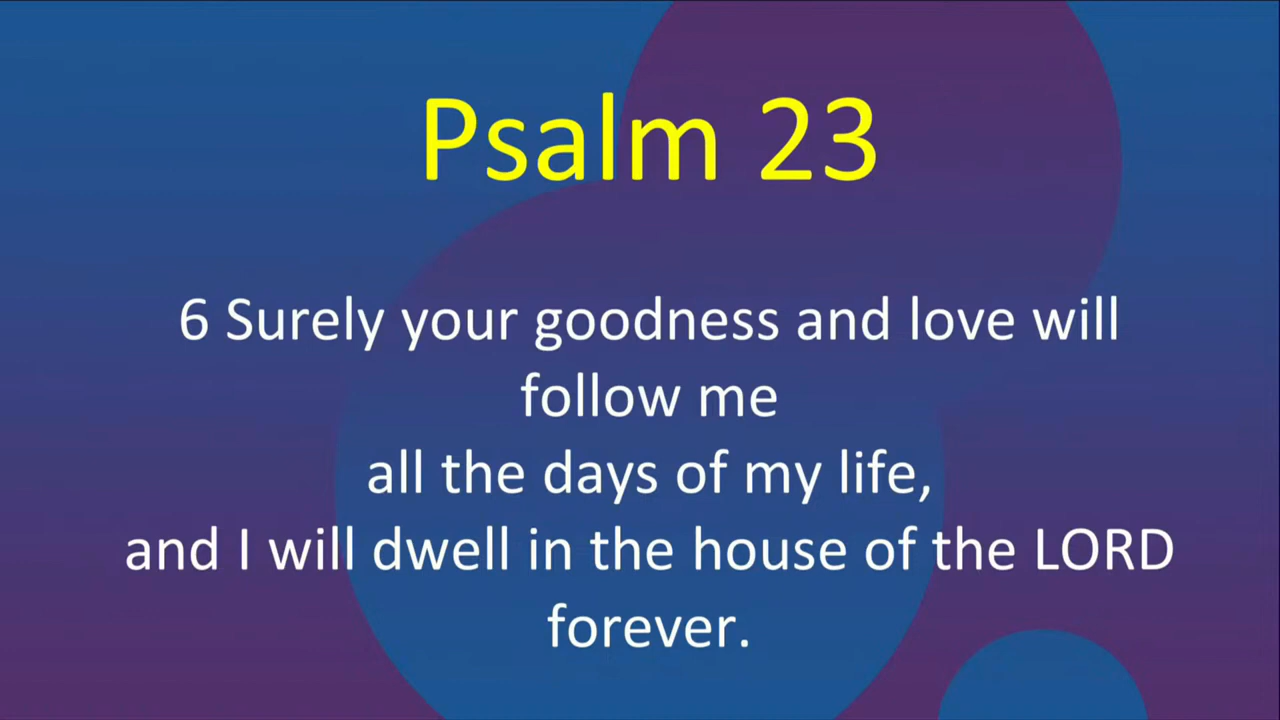 Psalm 23
6 Surely your goodness and love will
follow me
all the days of my life,
and I will dwell in the house of the LORD
forever.